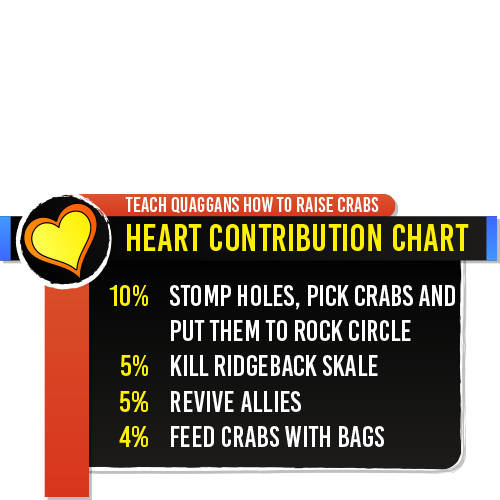 TEACH QUAGGANS HOW TO RAISE CRABS
HEART CONTRIBUTION CHART
10% STOMP HOLES, PICK CRABS AND
PUT THEM TO ROCK CIRCLE
5% KILL RIDGEBACK SKALE
5% REVIVE ALLIES
4% FEED CRABS WITH BAGS